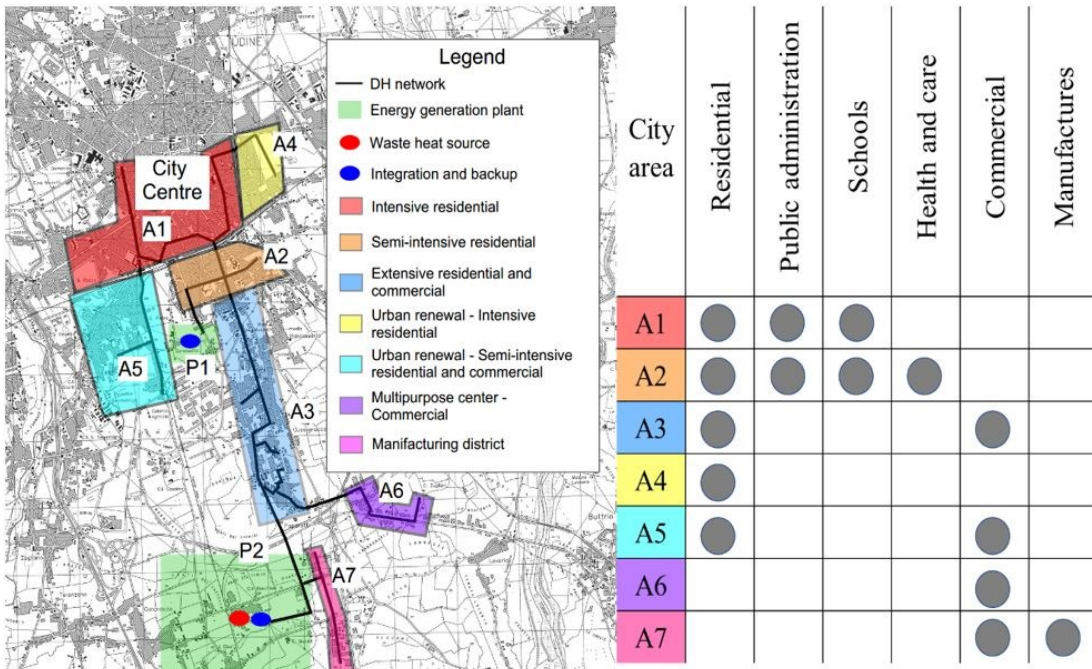 UDINE
Legend
DH network
Energy generation plant
Waste heat source
Integration and backup
Intensive residential
Semi-intensive residential
Extensive residential and
commercial
Urban renewal - Intensive
residential
Urban renewal - Semi-intensive
residential and commercial
Multipurpose center -
Commercial
Manifacturing district
A4
City
Centre
A1
A2
A5
P1
A3
A6
Buttrio
P2
A7
City
area
Residential
Public administration
Schools
Health and care
Commercial
Manufactures
A1
A2
A3
A4
A5
A6
A7